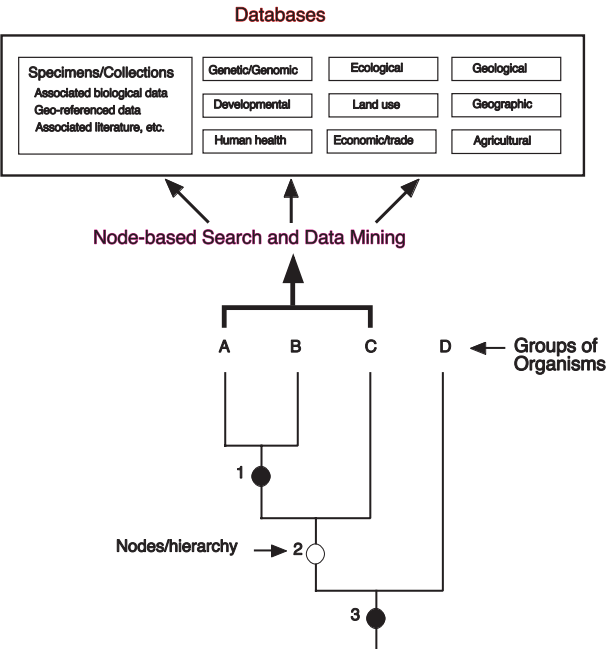 Databases
Specimens/Collections
Associated biological data
Geo-referenced data
Associated literature, etc.
Genetic/Genomic
Ecological
Geological
Developmental
Land use
Geographic
Human health
Economic/trade
Agricultural
Node-based Search and Data Mining
A B C D
Groups of
Organisms
1
Nodes/hierarchy
2
3